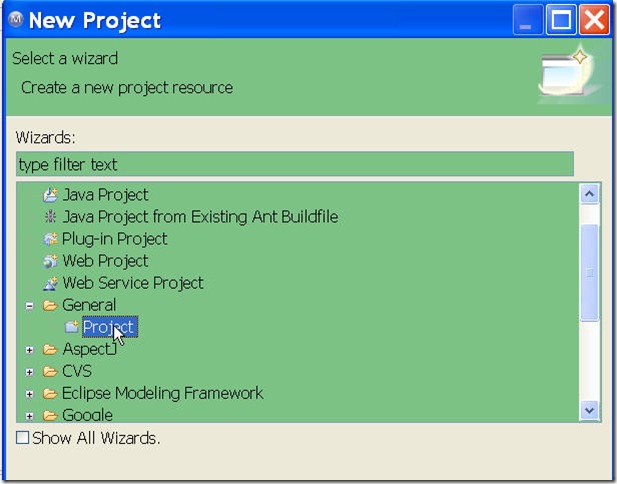 New Project
Select a wizard
Create a new project resource
Wizards:
type filter text
Java Project
Java Project from Existing Ant Buildfile
Plug-in Project
Web Project
Web Service Project
General
Project
AspectJ
CVS
Eclipse Modeling Framework
Google
Show All Wizards.